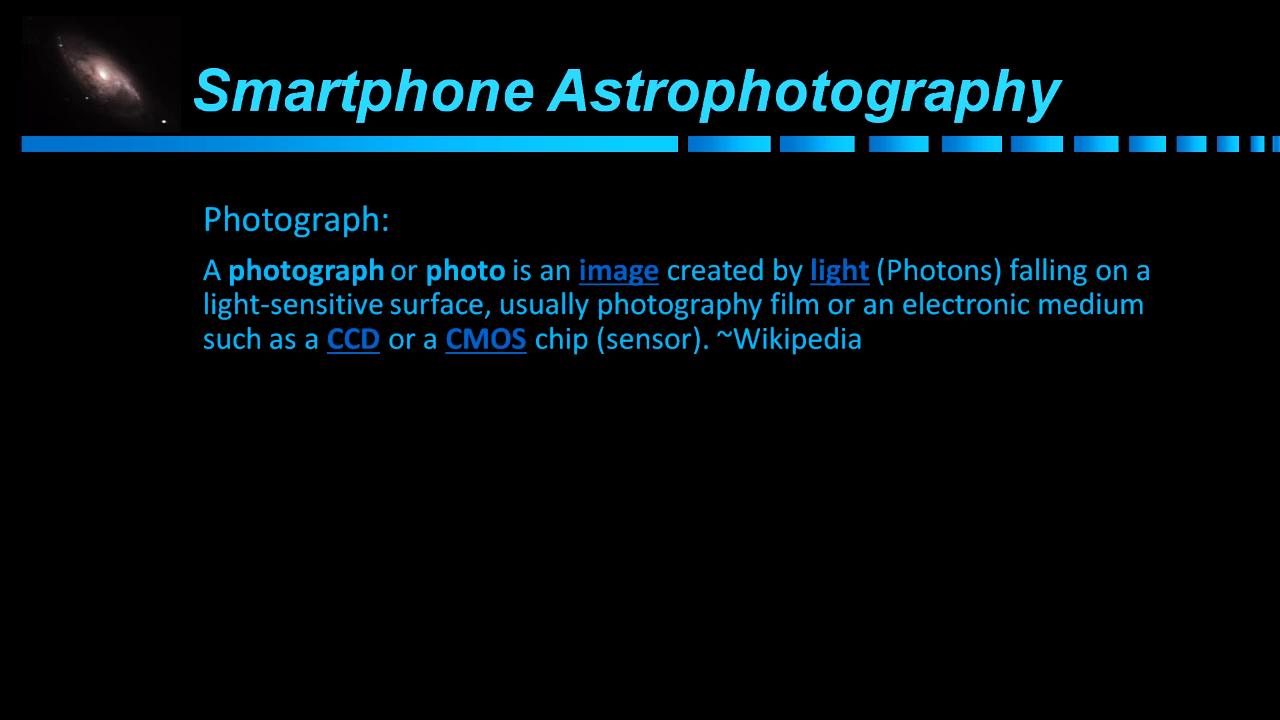 Smartphone Astrophotography
Photograph:
A photograph or photo is an image created by light (Photons) falling on a
light-sensitive surface, usually photography film or an electronic medium
such as a CCD or a CMOS chip (sensor). ~Wikipedia